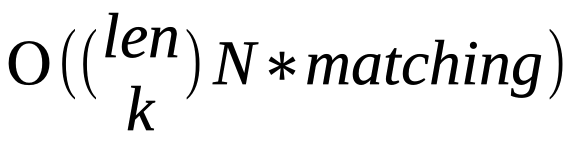 O((len k) N * matching)